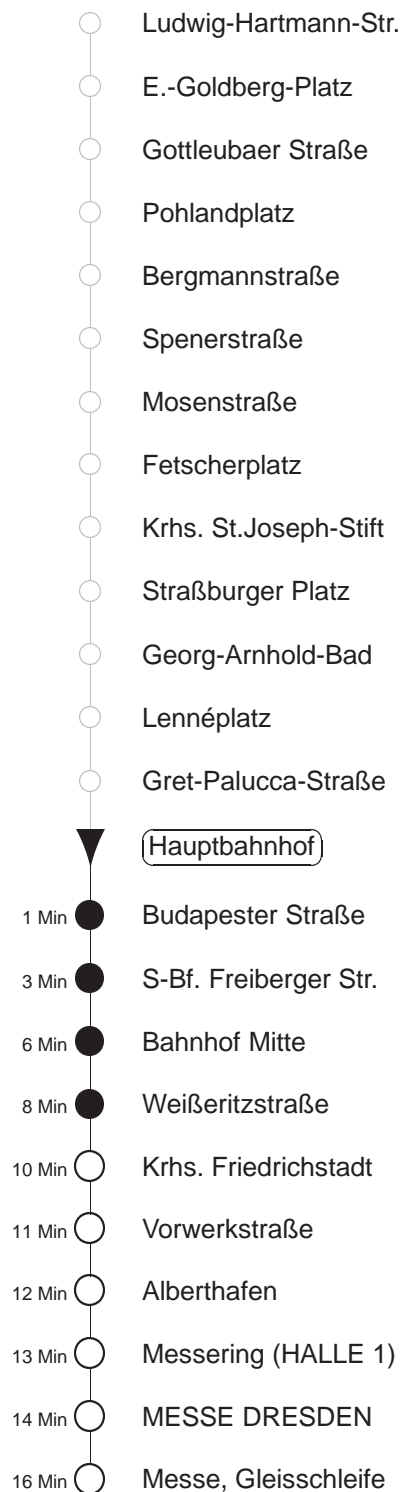 Ludwig-Hartmann-Str.
E.-Goldberg-Platz
Gottleubaer Straße
Pohlandplatz
Bergmannstraße
Spenerstraße
Mosenstraße
Fetscherplatz
Krhs. St.Joseph-Stift
Straßburger Platz
Georg-Arnhold-Bad
Lennéplatz
Gret-Palucca-Straße
Hauptbahnhof
1 Min Budapester Straße
3 Min S-Bf. Freiberger Str.
6 Min Bahnhof Mitte
8 Min Weißeritzstraße
10 Min Krhs. Friedrichstadt
11 Min Vorwerkstraße
12 Min Alberthafen
13 Min Messering (HALLE 1)
14 Min MESSE DRESDEN
16 Min Messe, Gleisschleife